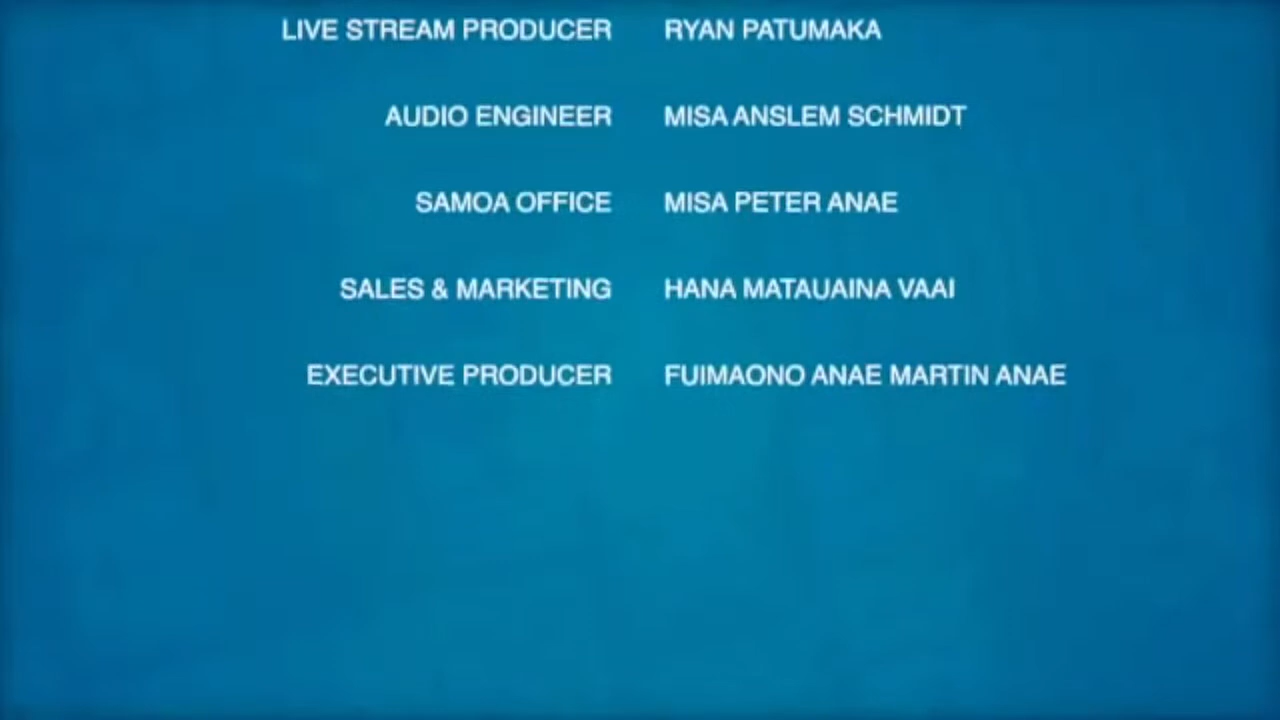 LIVE STREAM PRODUCER RYAN PATUMAKA
AUDIO ENGINEER MISA ANSLEM SCHMIDT
SAMOA OFFICE MISA PETER ANAE
SALES & MARKETING HANA MATAUAINA VAAI
EXECUTIVE PRODUCER FUIMAONO ANAE MARTIN ANAE